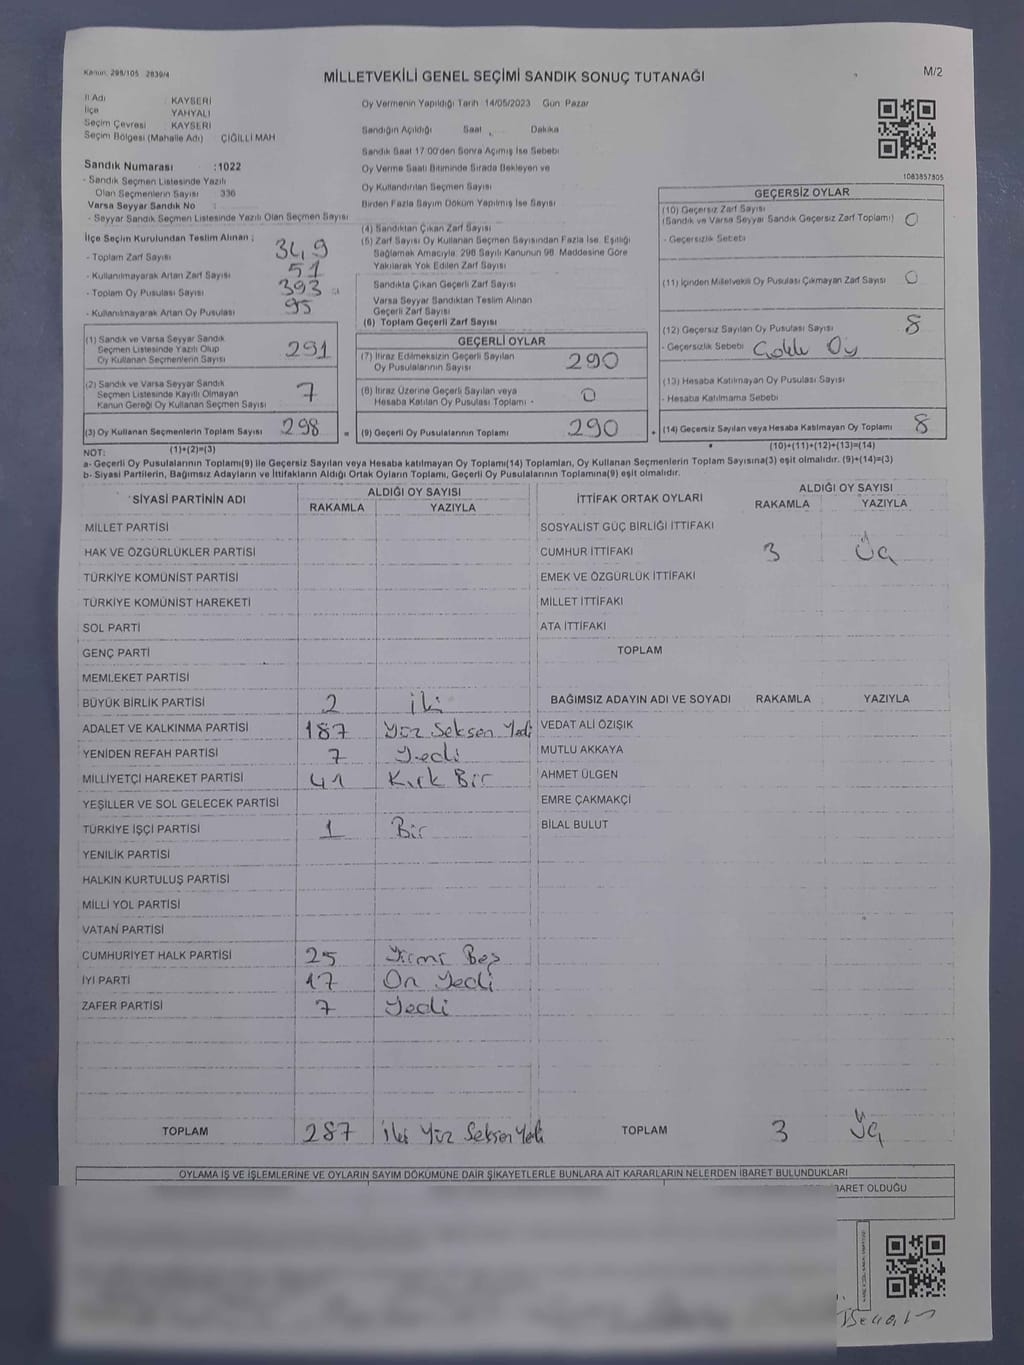 Kanun: 298/105 2839/4
MİLLETVEKİLİ GENEL SEÇİMİ SANDIK SONUÇ TUTANAĞI
M/2
İl Adı KAYSERİ
İlçe YAHYALI
Seçim Çevresi KAYSERİ
Seçim Bölgesi (Mahalle Adı) ÇİĞİLLİ MAH
Oy Vermenin Yapıldığı Tarih 14/05/2023 Gün Pazar
Sandığın Açıldığı Saat Dakika
Sandık Saat 17:00'den Sonra Açımış İse Sebebi
Sandık Numarası :1022
- Sandık Seçmen Listesinde Yazılı
Olan Seçmenlerin Sayısı 336
Varsa Seyyar Sandık No :
- Seyyar Sandık Seçmen Listesinde Yazılı Olan Seçmen Sayısı
Oy Verme Saati Bitiminde Sırada Bekleyen ve
Oy Kullandırılan Seçmen Sayısı
Birden Fazla Sayım Döküm Yapılmış İse Sayısı
1083857805
İlçe Seçim Kurulundan Teslim Alınan ;
- Toplam Zarf Sayısı 349
- Kullanılmayarak Artan Zarf Sayısı 51
- Toplam Oy Pusulası Sayısı 393
- Kullanılmayarak Artan Oy Pusulası 95
(4) Sandıktan Çıkan Zarf Sayısı
(5) Zarf Sayısı Oy Kullanan Seçmen Sayısından Fazla İse, Eşitliği
Sağlamak Amacıyla; 298 Sayılı Kanunun 98. Maddesine Göre
Yakılarak Yok Edilen Zarf Sayısı
Sandıkta Çıkan Geçerli Zarf Sayısı
Varsa Seyyar Sandıktan Teslim Alınan
Geçerli Zarf Sayısı
(6) Toplam Geçerli Zarf Sayısı
GEÇERSİZ OYLAR
(10) Geçersiz Zarf Sayısı
(Sandık ve Varsa Seyyar Sandık Geçersiz Zarf Toplamı) 0
- Geçersizlik Sebebi
(11) İçinden Milletvekili Oy Pusulası Çıkmayan Zarf Sayısı 0
(12) Geçersiz Sayılan Oy Pusulası Sayısı 8
- Geçersizlik Sebebi Oy
(13) Hesaba Katılmayan Oy Pusulası Sayısı
- Hesaba Katılmama Sebebi
(14) Geçersiz Sayılan veya Hesaba Katılmayan Oy Toplamı 8
(10)+(11)+(12)+(13)=(14)
(1) Sandık ve Varsa Seyyar Sandık
Seçmen Listesinde Yazılı Olup
Oy Kullanan Seçmenlerin Sayısı 291
(2) Sandık ve Varsa Seyyar Sandık
Seçmen Listesinde Kayıtlı Olmayan
Kanun Gereği Oy Kullanan Seçmen Sayısı 7
(3) Oy Kullanan Seçmenlerin Toplam Sayısı 298 =
(1)+(2)=(3)
GEÇERLİ OYLAR
(7) İtiraz Edilmeksizin Geçerli Sayılan
Oy Pusulalarının Sayısı 290
(8) İtiraz Üzerine Geçerli Sayılan veya
Hesaba Katılan Oy Pusulası Toplamı 0
(9) Geçerli Oy Pusulalarının Toplamı 290 +
NOT:
a- Geçerli Oy Pusulalarının Toplamı(9) ile Geçersiz Sayılan veya Hesaba katılmayan Oy Toplamı(14) Toplamları, Oy Kullanan Seçmenlerin Toplam Sayısına(3) eşit olmalıdır. (9)+(14)=(3)
b- Siyasi Partilerin, Bağımsız Adayların ve İttifakların Aldığı Ortak Oyların Toplamı, Geçerli Oy Pusulalarının Toplamına(9) eşit olmalıdır.
SİYASİ PARTİNİN ADI ALDIĞI OY SAYISI
RAKAMLA YAZIYLA
MİLLET PARTİSİ
HAK VE ÖZGÜRLÜKLER PARTİSİ
TÜRKİYE KOMÜNİST PARTİSİ
TÜRKİYE KOMÜNİST HAREKETİ
SOL PARTİ
GENÇ PARTİ
MEMLEKET PARTİSİ
BÜYÜK BİRLİK PARTİSİ 2 iki
ADALET VE KALKINMA PARTİSİ 187 Yüz Seksen Yedi
YENİDEN REFAH PARTİSİ 7 Yedi
MİLLİYETÇİ HAREKET PARTİSİ 41 Kırk Bir
YEŞİLLER VE SOL GELECEK PARTİSİ
TÜRKİYE İŞÇİ PARTİSİ 1 Bir
YENİLİK PARTİSİ
HALKIN KURTULUŞ PARTİSİ
MİLLİ YOL PARTİSİ
VATAN PARTİSİ
CUMHURİYET HALK PARTİSİ 25 Yirmi Beş
İYİ PARTİ 17 On Yedi
ZAFER PARTİSİ 7 Yedi
TOPLAM 287 iki Yüz Seksen Yedi
İTTİFAK ORTAK OYLARI ALDIĞI OY SAYISI
RAKAMLA YAZIYLA
SOSYALİST GÜÇ BİRLİĞİ İTTİFAKI
CUMHUR İTTİFAKI 3 Üç
EMEK VE ÖZGÜRLÜK İTTİFAKI
MİLLET İTTİFAKI
ATA İTTİFAKI
TOPLAM
BAĞIMSIZ ADAYIN ADI VE SOYADI RAKAMLA YAZIYLA
VEDAT ALİ ÖZIŞIK
MUTLU AKKAYA
AHMET ÜLGEN
EMRE ÇAKMAKÇİ
BİLAL BULUT
TOPLAM 3 Üç
OYLAMA İŞ VE İŞLEMLERİNE VE OYLARIN SAYIM DÖKÜMÜNE DAİR ŞİKAYETLERLE BUNLARA AİT KARARLARIN NELERDEN İBARET BULUNDUKLARI
BARET OLDUĞU